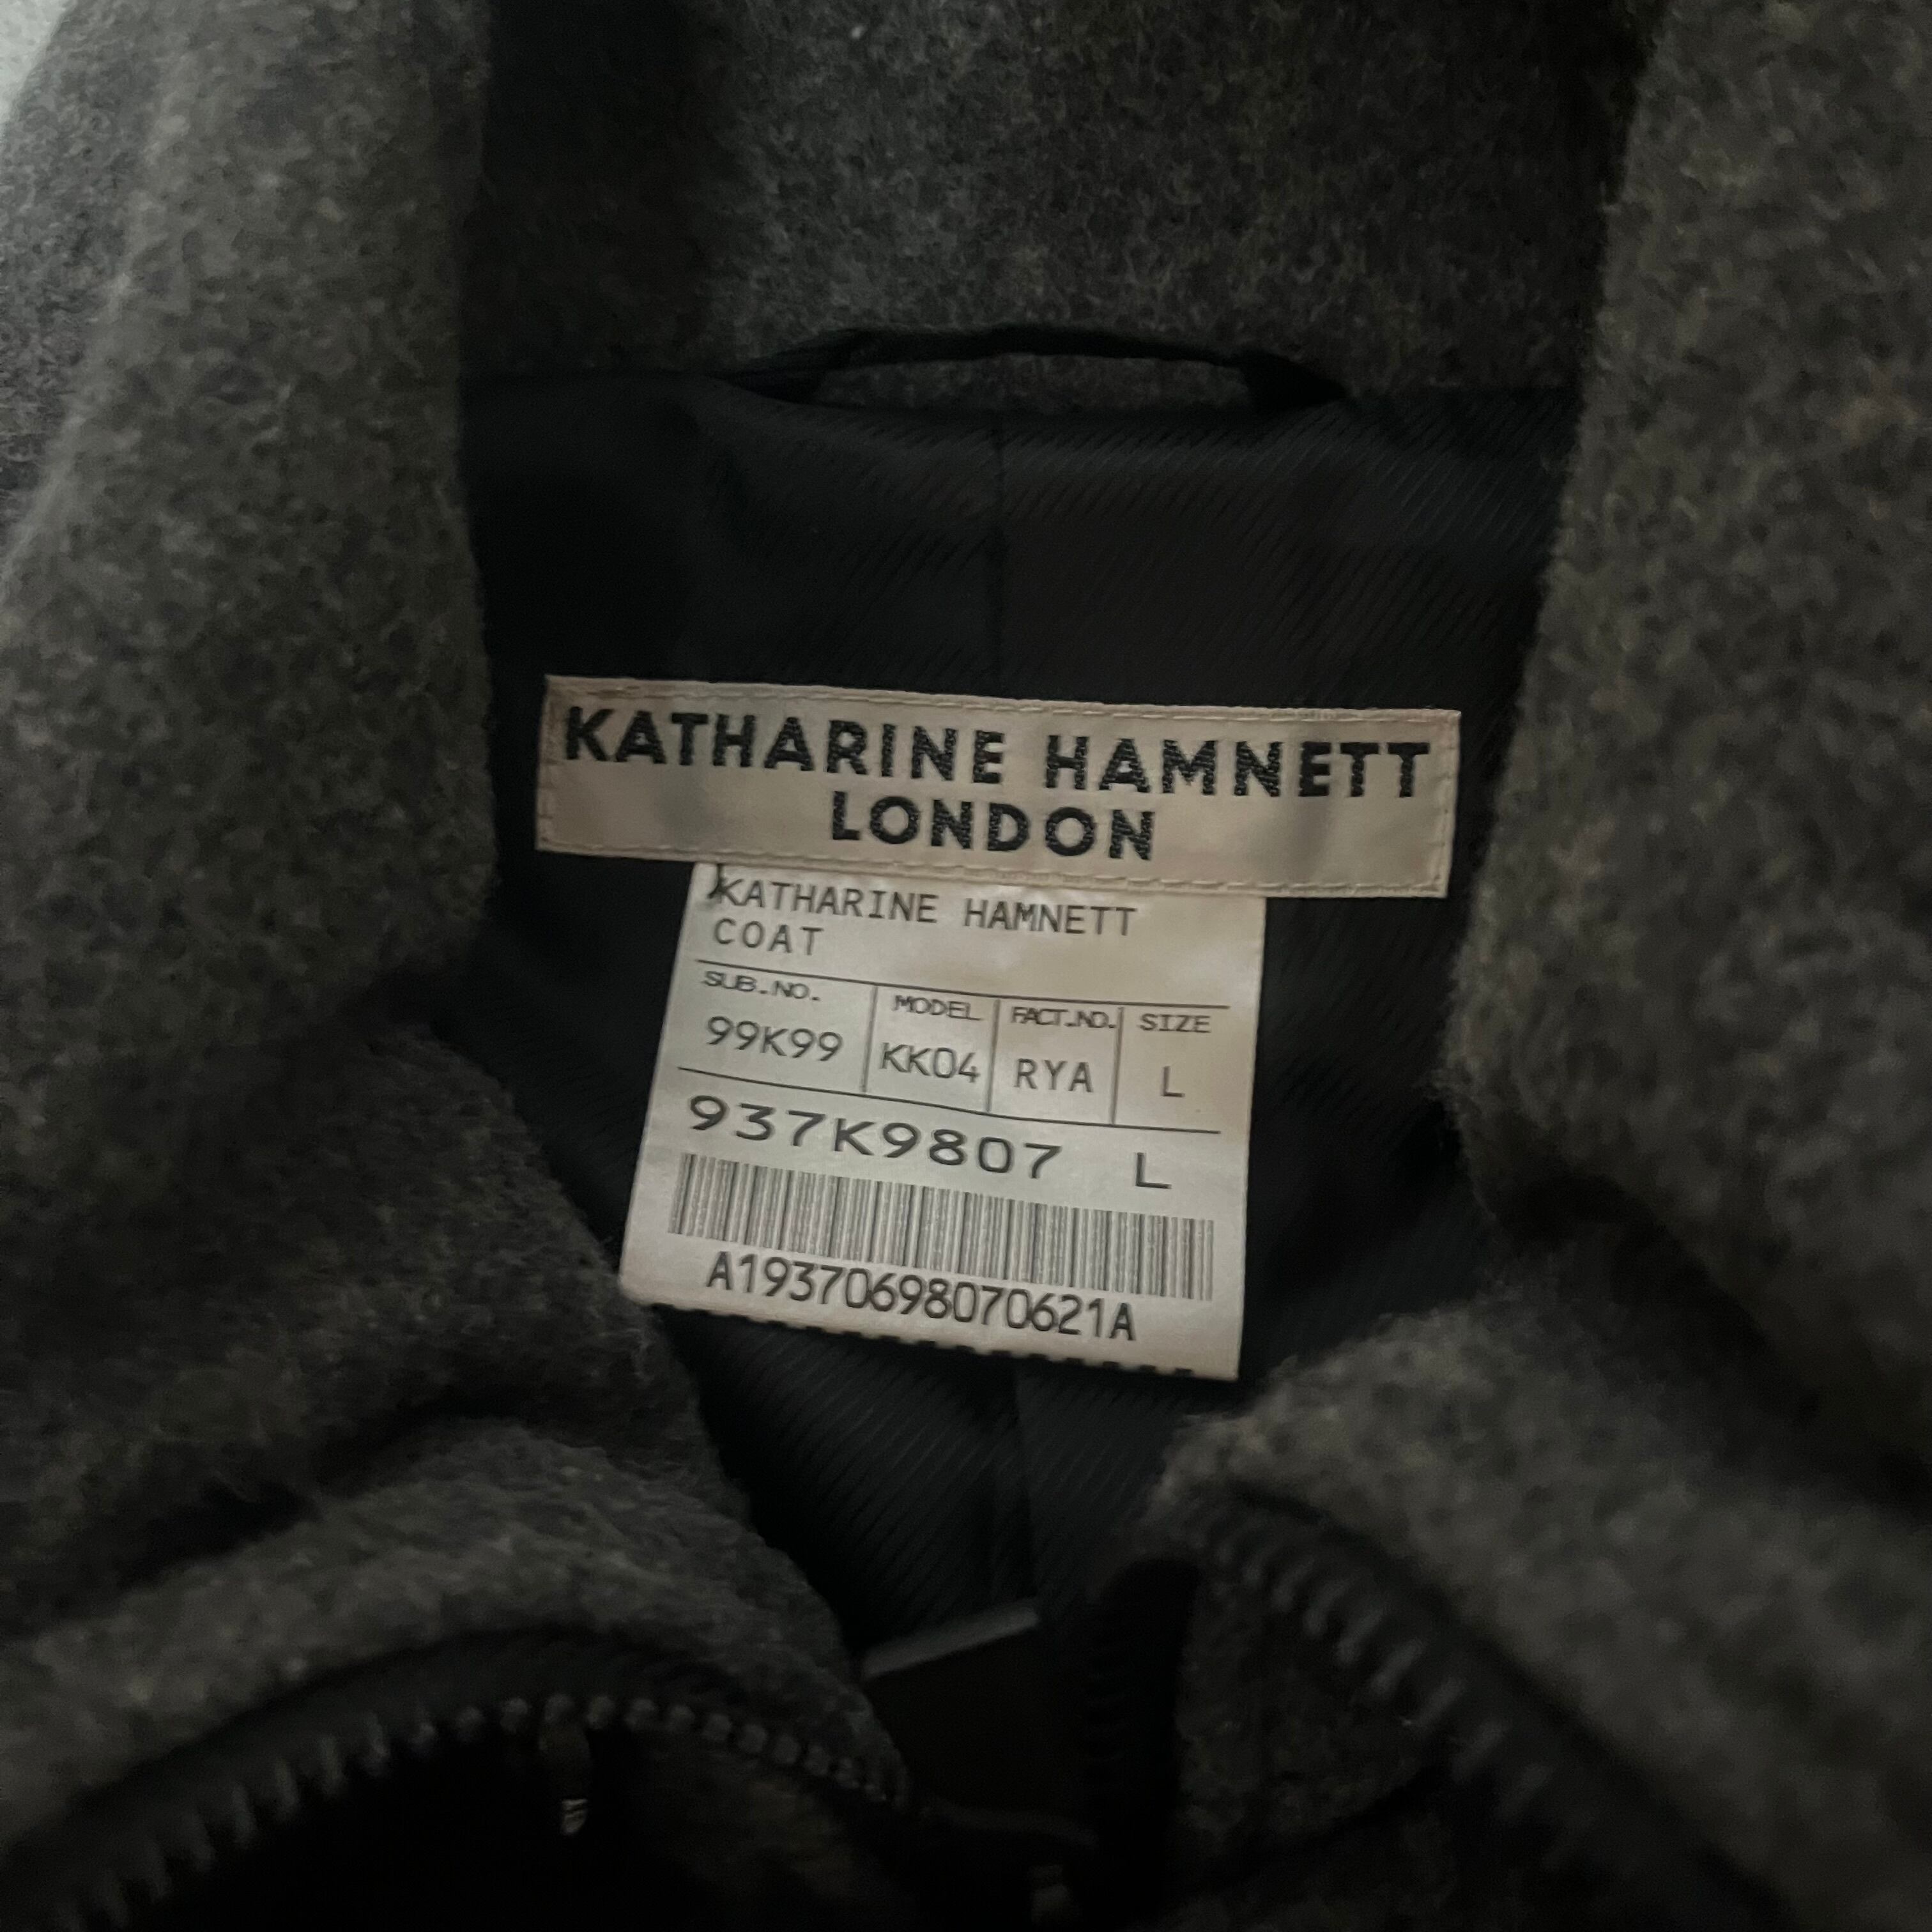 KATHARINE HAMNETT
LONDON
KATHARINE HAMNETT
COAT
SUB.NO. MODEL FACT.NO. SIZE
99K99 KK04 RYA L
937K9807 L
A19370698070621A